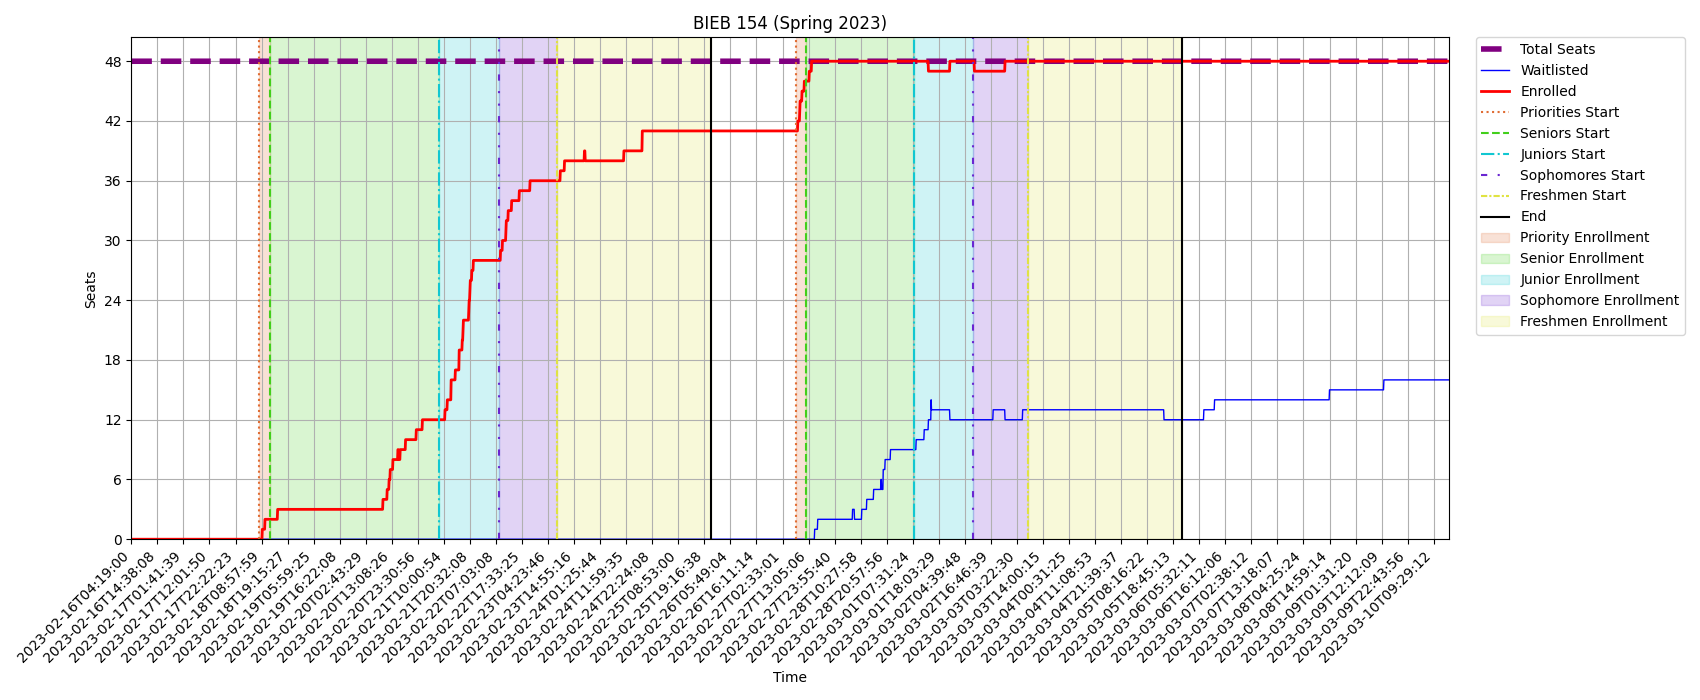 BIEB 154 (Spring 2023)
Seats
48
42
36
30
24
18
12
6
0
2023-02-16T04:19:00
2023-02-16T14:38:08
2023-02-17T01:41:39
2023-02-17T12:01:50
2023-02-17T22:22:23
2023-02-18T08:57:59
2023-02-18T19:15:27
2023-02-19T05:59:25
2023-02-19T16:22:08
2023-02-20T02:43:29
2023-02-20T13:08:26
2023-02-20T23:30:56
2023-02-21T10:00:54
2023-02-21T20:32:08
2023-02-22T07:03:08
2023-02-22T17:33:25
2023-02-23T04:23:46
2023-02-23T14:55:16
2023-02-24T01:25:44
2023-02-24T11:59:35
2023-02-24T22:24:08
2023-02-25T08:53:00
2023-02-25T19:16:38
2023-02-26T05:49:04
2023-02-26T16:11:14
2023-02-27T02:33:01
2023-02-27T13:05:06
2023-02-27T23:55:40
2023-02-28T10:27:58
2023-02-28T20:57:56
2023-03-01T07:31:24
2023-03-01T18:03:29
2023-03-02T04:39:48
2023-03-02T16:46:39
2023-03-03T03:22:30
2023-03-03T14:00:15
2023-03-04T00:31:25
2023-03-04T11:08:53
2023-03-04T21:39:37
2023-03-05T08:16:22
2023-03-05T18:45:13
2023-03-06T05:32:11
2023-03-06T16:12:06
2023-03-07T02:38:12
2023-03-07T13:18:07
2023-03-08T04:25:24
2023-03-08T14:59:14
2023-03-09T01:31:20
2023-03-09T12:12:09
2023-03-09T22:43:56
2023-03-10T09:29:12
Time
Total Seats
Waitlisted
Enrolled
Priorities Start
Seniors Start
Juniors Start
Sophomores Start
Freshmen Start
End
Priority Enrollment
Senior Enrollment
Junior Enrollment
Sophomore Enrollment
Freshmen Enrollment